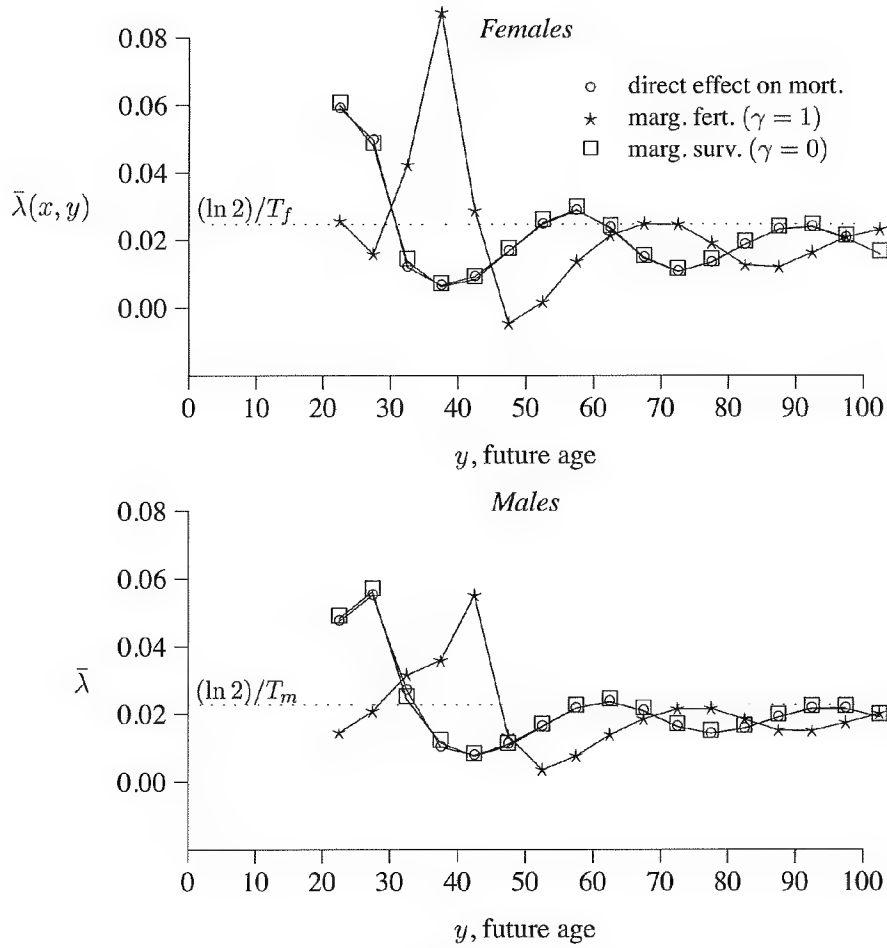 Females
0.08
0.06
0.04
0.02
0.00
λ̄(x, y)
(ln 2)/T_f
○ direct effect on mort.
⋆ marg. fert. (γ = 1)
□ marg. surv. (γ = 0)
0 10 20 30 40 50 60 70 80 90 100
y, future age
Males
0.08
0.06
0.04
0.02
0.00
λ̄
(ln 2)/T_m
0 10 20 30 40 50 60 70 80 90 100
y, future age